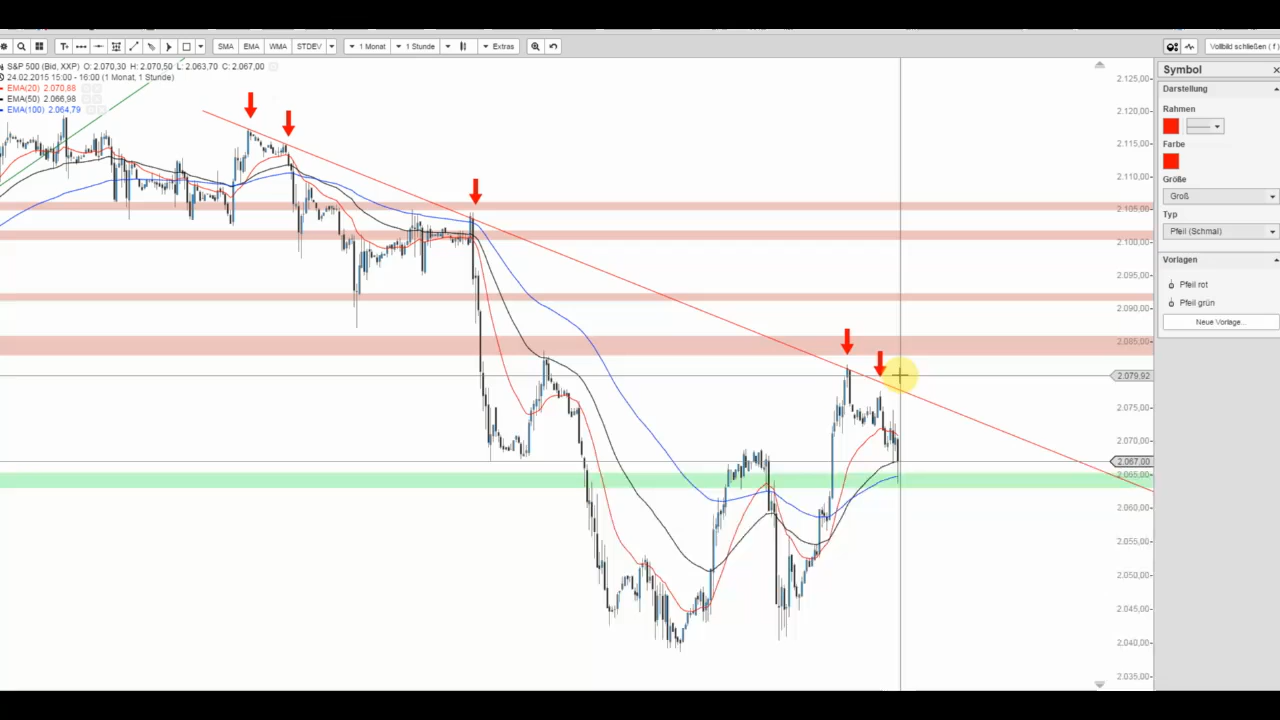 T+ SMA EMA WMA STDEV 1 Monat 1 Stunde Extras Vollbild schließen ( f )
S&P 500 (Bid, XXP) O: 2.070,30 H: 2.070,50 L: 2.063,70 C: 2.067,00
24.02.2015 15:00 - 16:00 (1 Monat, 1 Stunde)
EMA(20) 2.070,88
EMA(50) 2.066,98
EMA(100) 2.064,79
2.125,00
2.120,00
2.115,00
2.110,00
2.105,00
2.100,00
2.095,00
2.090,00
2.085,00
2.079,92
2.075,00
2.070,00
2.067,00
2.065,00
2.060,00
2.055,00
2.050,00
2.045,00
2.040,00
2.035,00
Symbol
Darstellung
Rahmen
Farbe
Größe
Groß
Typ
Pfeil (Schmal)
Vorlagen
Pfeil rot
Pfeil grün
Neue Vorlage...